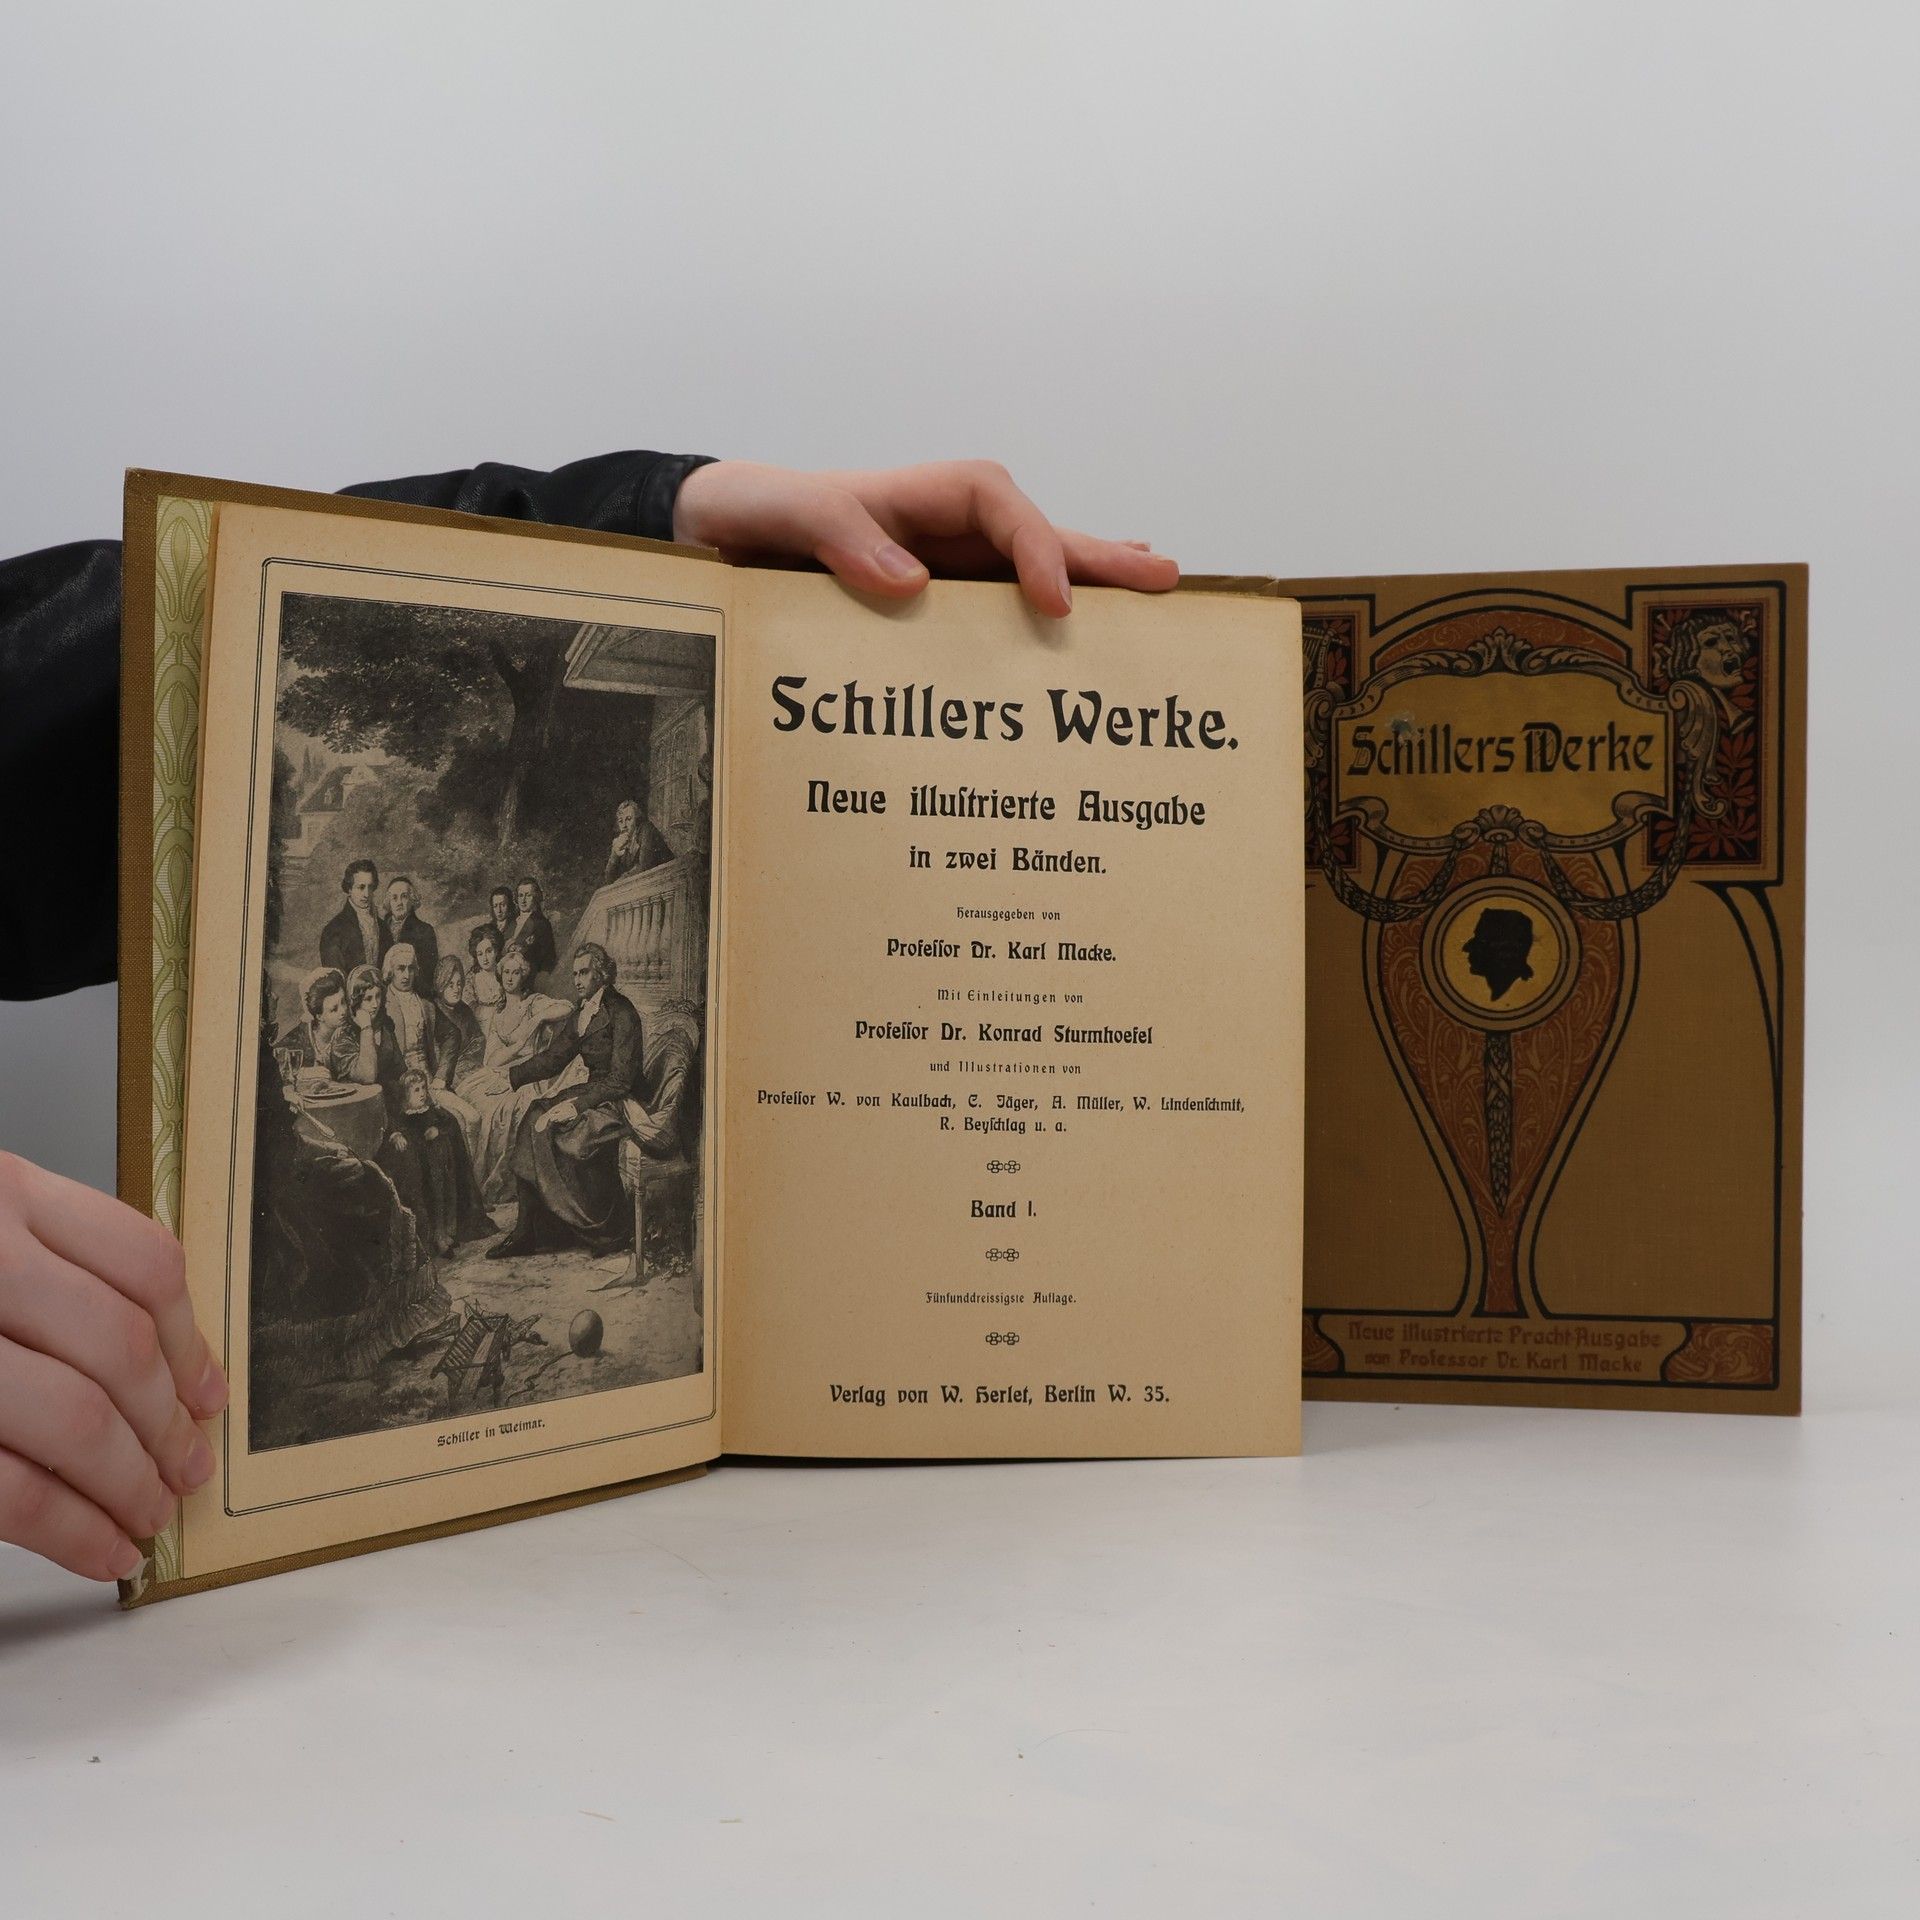 Schiller in Weimar.
Schillers Werke.
Neue illuſtrierte Ausgabe
in zwei Bänden.
Herausgegeben von
Profeſſor Dr. Karl Macke.
Mit Einleitungen von
Profeſſor Dr. Konrad Sturmhoefel
und Illustrationen von
Profeſſor W. von Kaulbach, C. Jäger, A. Müller, W. Lindenſchmit,
R. Beyſchlag u. a.
Band I.
Fünfunddreissigste Auflage.
Verlag von W. Herlet, Berlin W. 35.
Schillers Werke
Neue illustrierte Pracht Ausgabe
von Professor Dr. Karl Macke